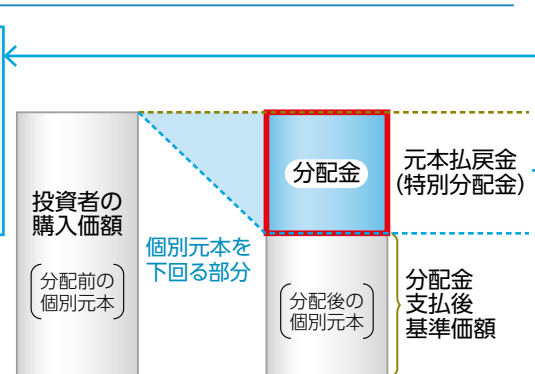 投資者の
購入価額
(分配前の
個別元本)
個別元本を
下回る部分
分配金
(分配後の
個別元本)
元本払戻金
(特別分配金)
分配金
支払後
基準価額